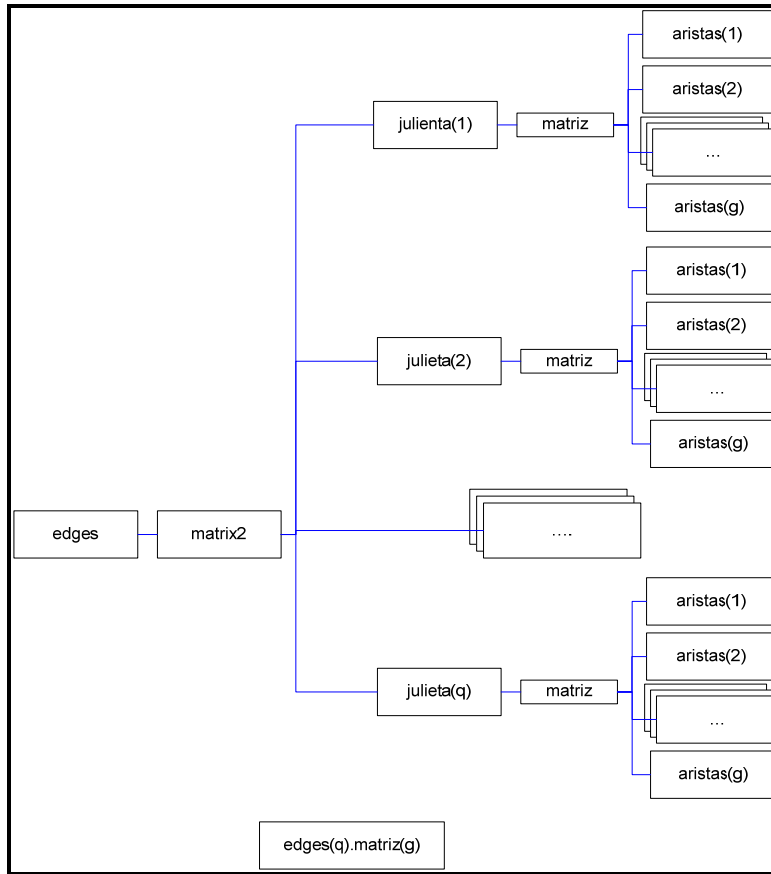 aristas(1)
aristas(2)
julienta(1)
matriz
...
aristas(g)
aristas(1)
aristas(2)
julieta(2)
matriz
...
aristas(g)
edges
matrix2
....
aristas(1)
aristas(2)
julieta(q)
matriz
...
aristas(g)
edges(q).matriz(g)